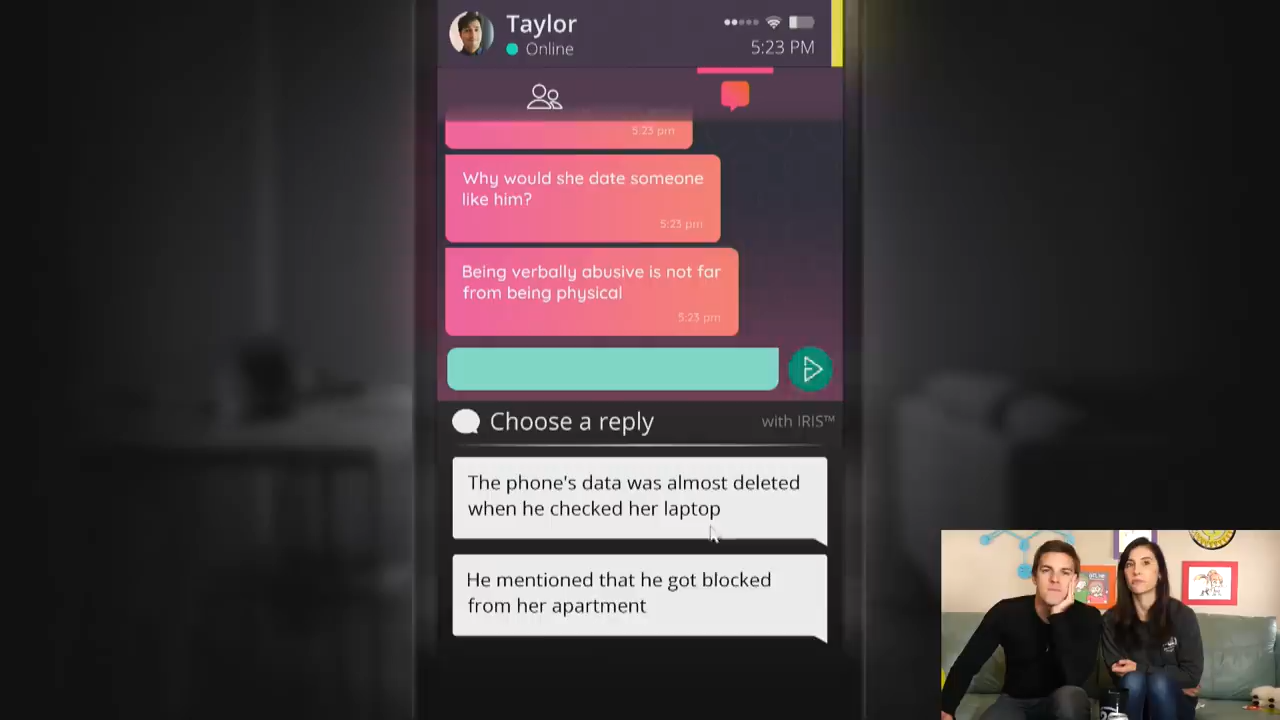 Taylor
Online
5:23 PM
5:23 pm
Why would she date someone
like him?
5:23 pm
Being verbally abusive is not far
from being physical
5:23 pm
Choose a reply
with IRIS™
The phone's data was almost deleted
when he checked her laptop
He mentioned that he got blocked
from her apartment